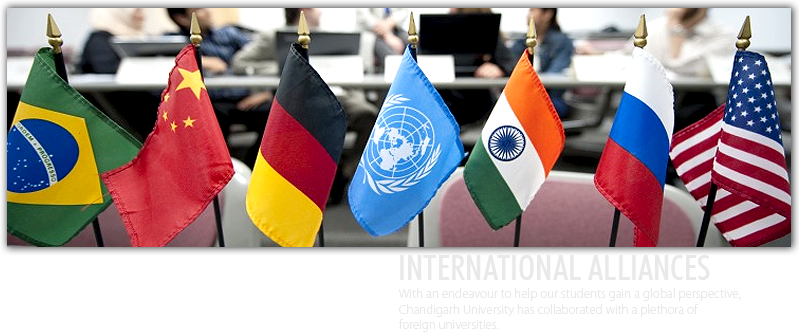 INTERNATIONAL ALLIANCES
With an endeavour to help our students gain a global perspective,
Chandigarh University has collaborated with a plethora of
foreign universities.